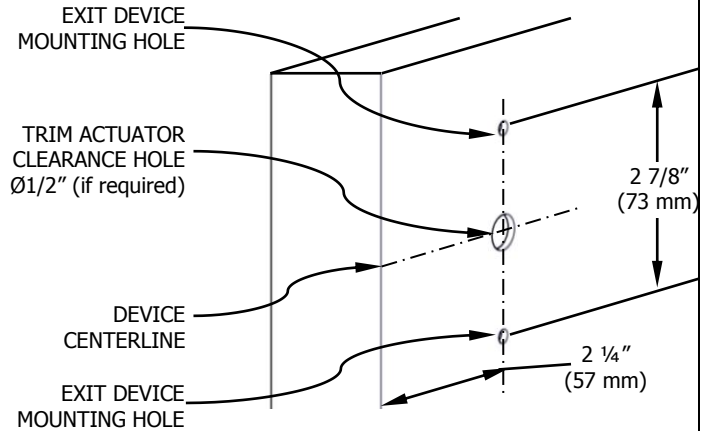 EXIT DEVICE
MOUNTING HOLE
TRIM ACTUATOR
CLEARANCE HOLE
Ø1/2” (if required)
2 7/8”
(73 mm)
DEVICE
CENTERLINE
2 ¼”
(57 mm)
EXIT DEVICE
MOUNTING HOLE